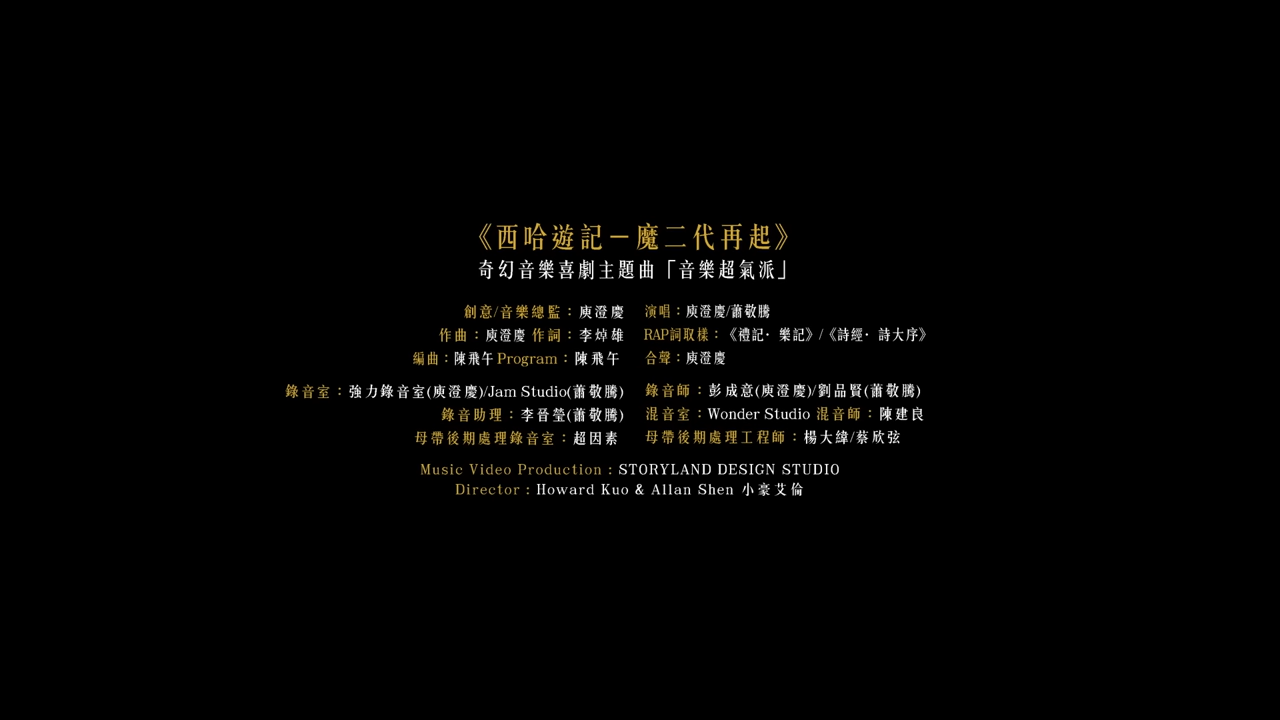 《西哈遊記－魔二代再起》
奇幻音樂喜劇主題曲「音樂超氣派」
創意/音樂總監：庾澄慶 演唱：庾澄慶/蕭敬騰
作曲：庾澄慶 作詞：李焯雄 RAP詞取樣：《禮記·樂記》/《詩經·詩大序》
編曲：陳飛午 Program：陳飛午 合聲：庾澄慶
錄音室：強力錄音室(庾澄慶)/Jam Studio(蕭敬騰) 錄音師：彭成意(庾澄慶)/劉品賢(蕭敬騰)
錄音助理：李晉瑩(蕭敬騰) 混音室：Wonder Studio 混音師：陳建良
母帶後期處理錄音室：超因素 母帶後期處理工程師：楊大緯/蔡欣弦
Music Video Production：STORYLAND DESIGN STUDIO
Director：Howard Kuo & Allan Shen 小豪艾倫